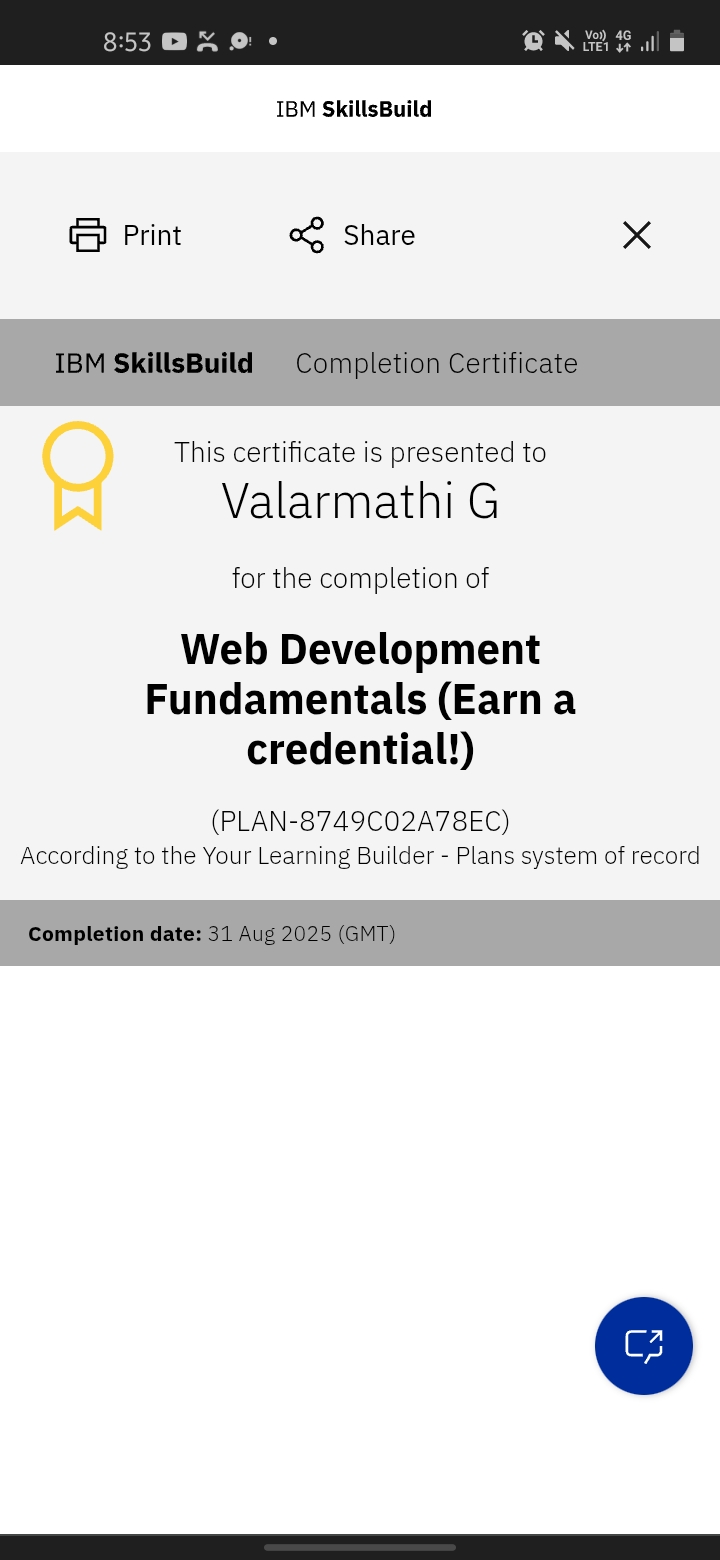 8:53
Vo)) 4G
LTE1
IBM SkillsBuild
Print Share
IBM SkillsBuild Completion Certificate
This certificate is presented to
Valarmathi G
for the completion of
Web Development
Fundamentals (Earn a
credential!)
(PLAN-8749C02A78EC)
According to the Your Learning Builder - Plans system of record
Completion date: 31 Aug 2025 (GMT)